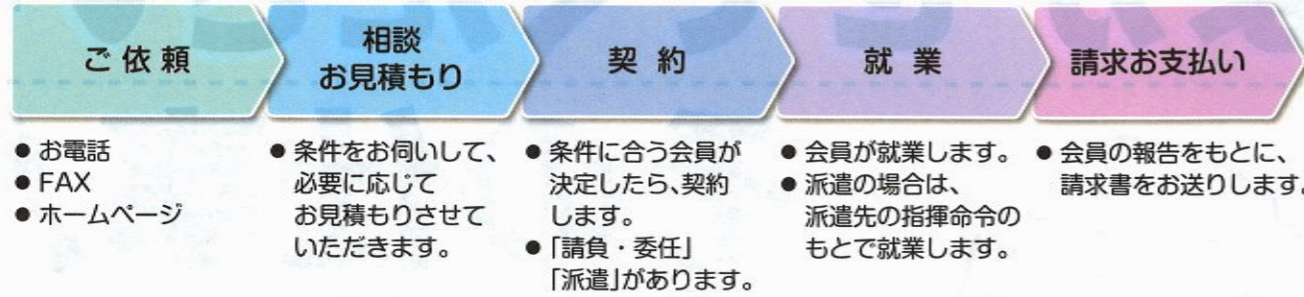 ご依頼
相談
お見積もり
契約
就業
請求お支払い
● お電話
● FAX
● ホームページ
● 条件をお伺いして、
必要に応じて
お見積もりさせて
いただきます。
● 条件に合う会員が
決定したら、契約
します。
● 「請負・委任」
「派遣」があります。
● 会員が就業します。
● 派遣の場合は、
派遣先の指揮命令の
もとで就業します。
● 会員の報告をもとに、
請求書をお送りします。